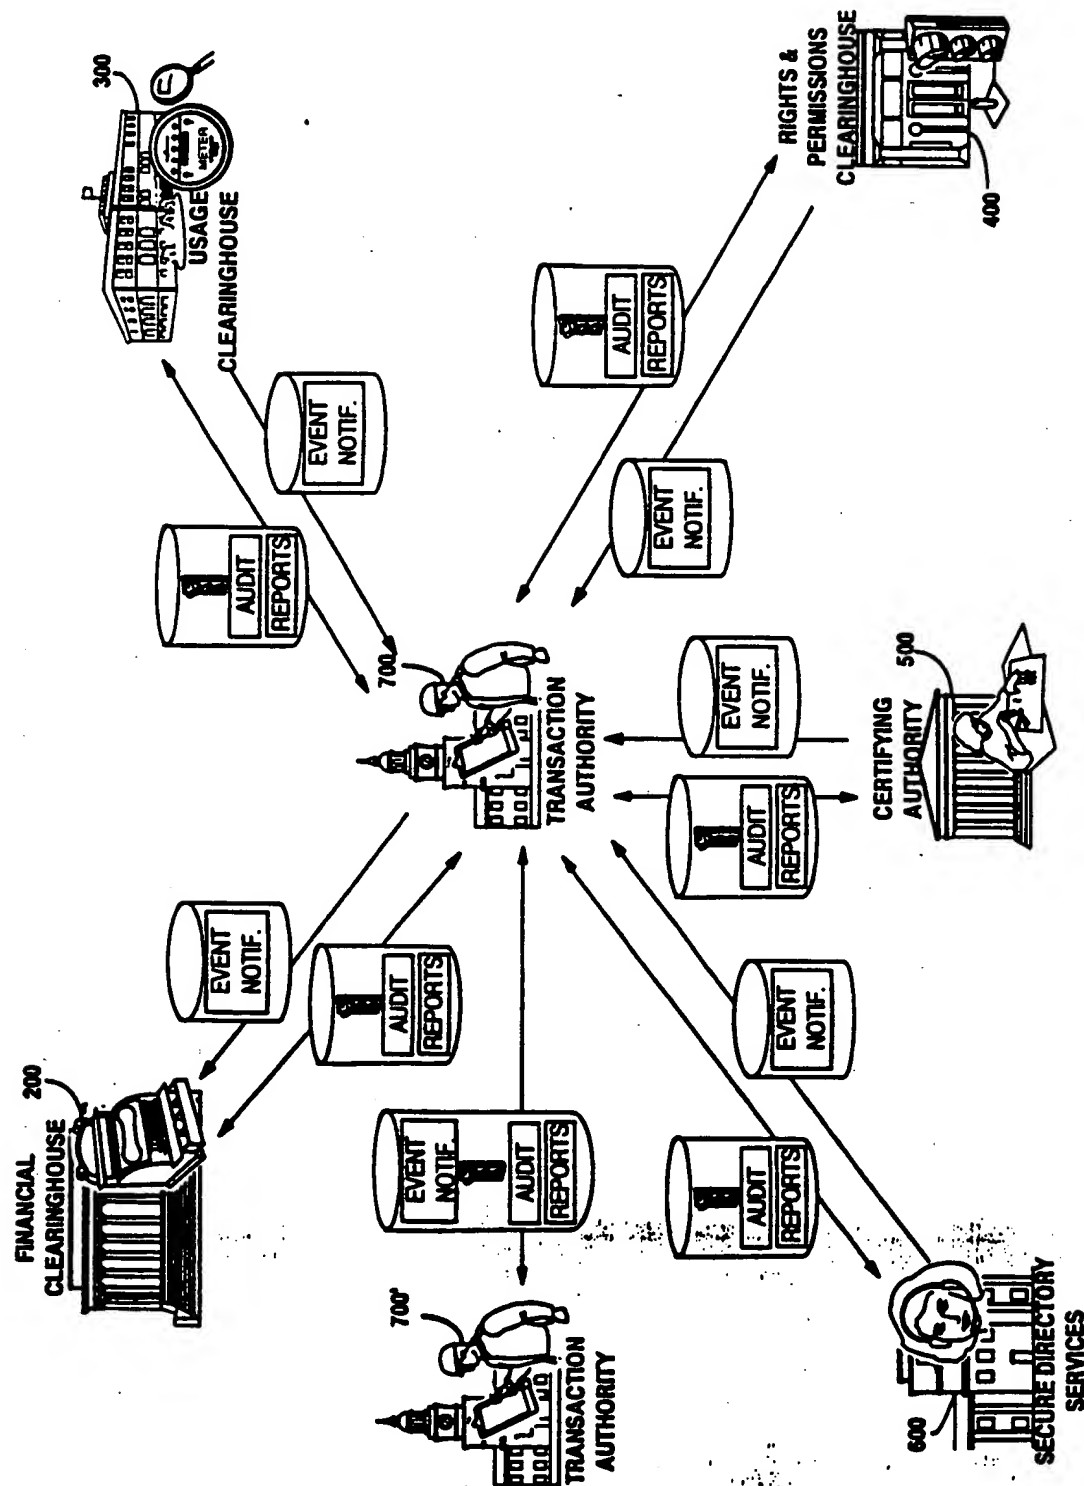 FINANCIAL
CLEARINGHOUSE
200
EVENT
NOTIF.
AUDIT
REPORTS
AUDIT
REPORTS
EVENT
NOTIF.
300
USAGE
CLEARINGHOUSE
METER
700'
TRANSACTION
AUTHORITY
EVENT
NOTIF.
AUDIT
REPORTS
700
TRANSACTION
AUTHORITY
AUDIT
REPORTS
EVENT
NOTIF.
RIGHTS &
PERMISSIONS
CLEARINGHOUSE
400
600
SECURE DIRECTORY
SERVICES
AUDIT
REPORTS
EVENT
NOTIF.
AUDIT
REPORTS
EVENT
NOTIF.
CERTIFYING
AUTHORITY
500